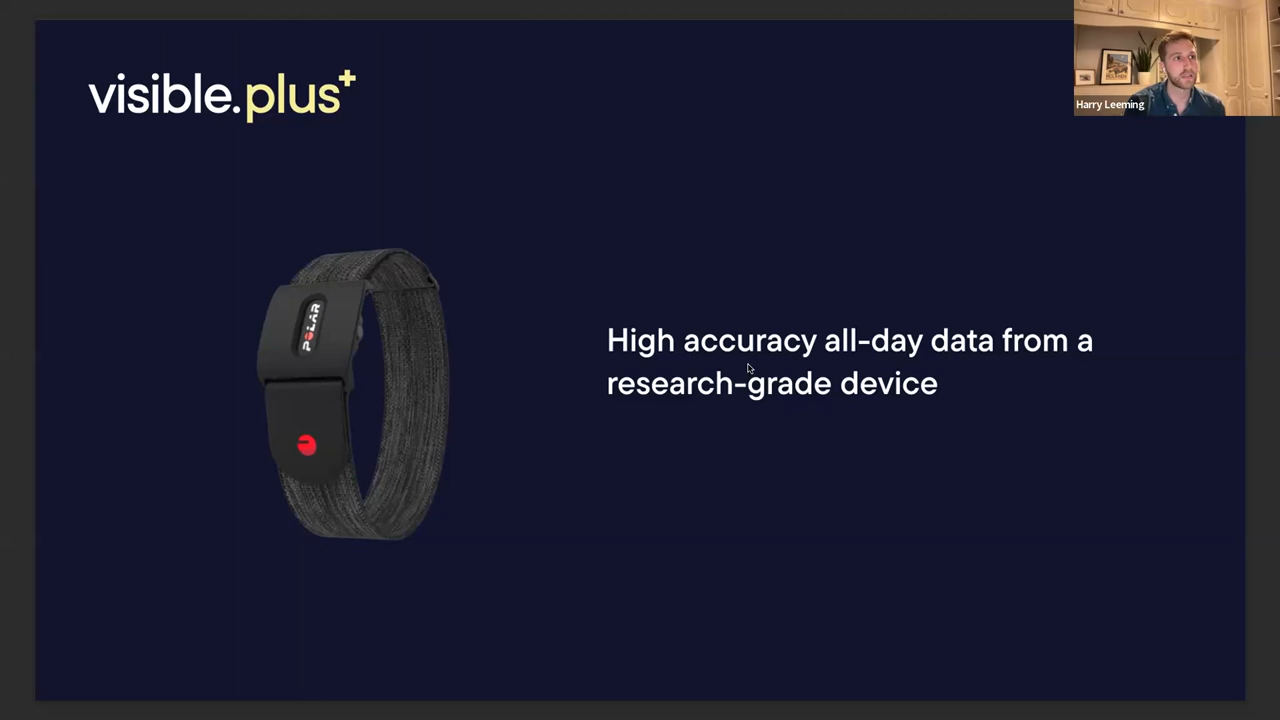 visible.plus+
Harry Leeming
POLAR
High accuracy all-day data from a
research-grade device